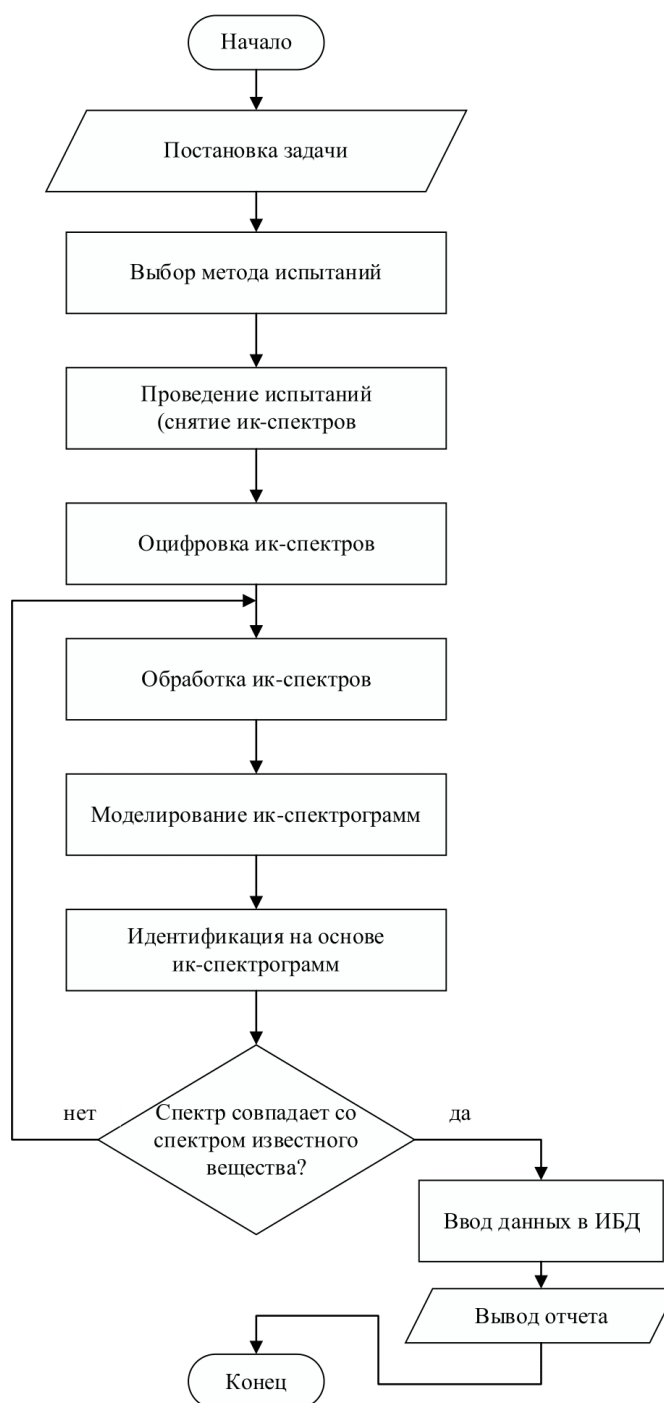 Начало
Постановка задачи
Выбор метода испытаний
Проведение испытаний
(снятие ик-спектров
Оцифровка ик-спектров
Обработка ик-спектров
Моделирование ик-спектрограмм
Идентификация на основе
ик-спектрограмм
нет
Спектр совпадает со
спектром известного
вещества?
да
Ввод данных в ИБД
Вывод отчета
Конец